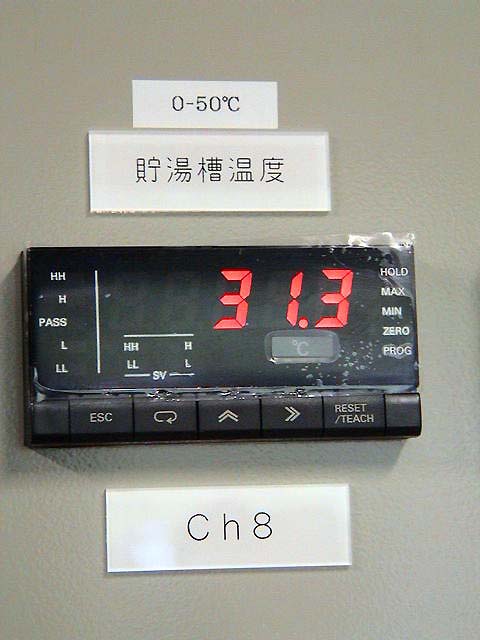 0-50℃
貯湯槽温度
HH
H
PASS
L
LL
31.3
℃
HH H
LL L
SV
HOLD
MAX
MIN
ZERO
PROG
ESC
RESET
/TEACH
Ch8